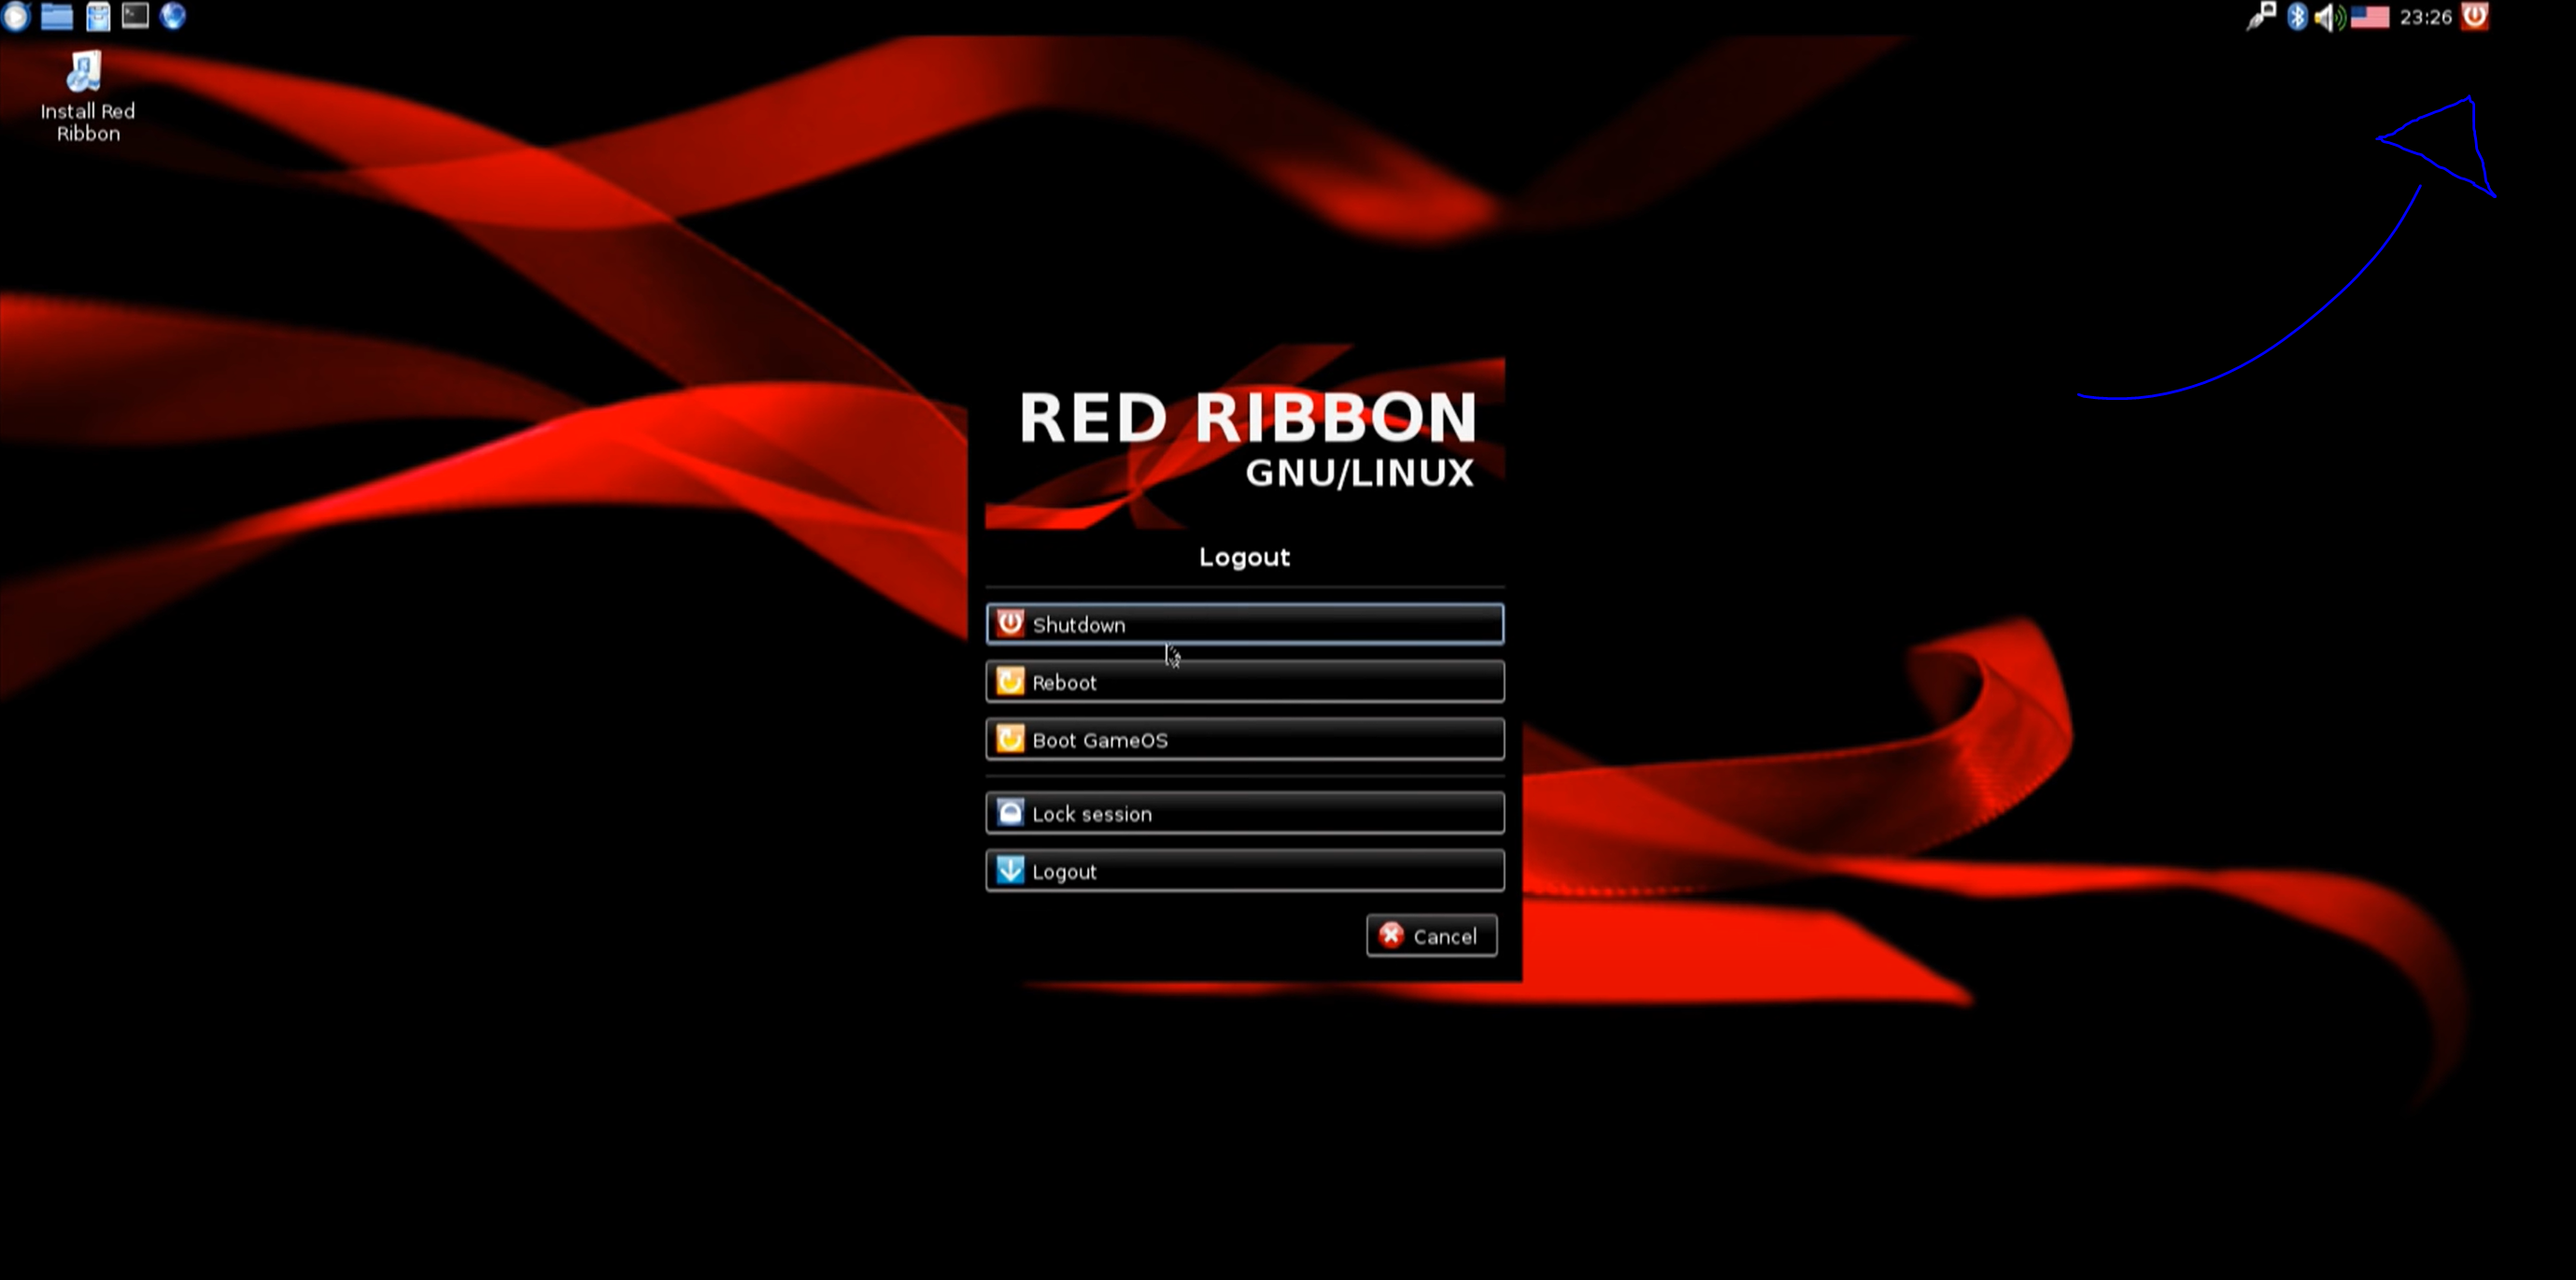 23:26
Install Red
Ribbon
RED RIBBON
GNU/LINUX
Logout
Shutdown
Reboot
Boot GameOS
Lock session
Logout
Cancel